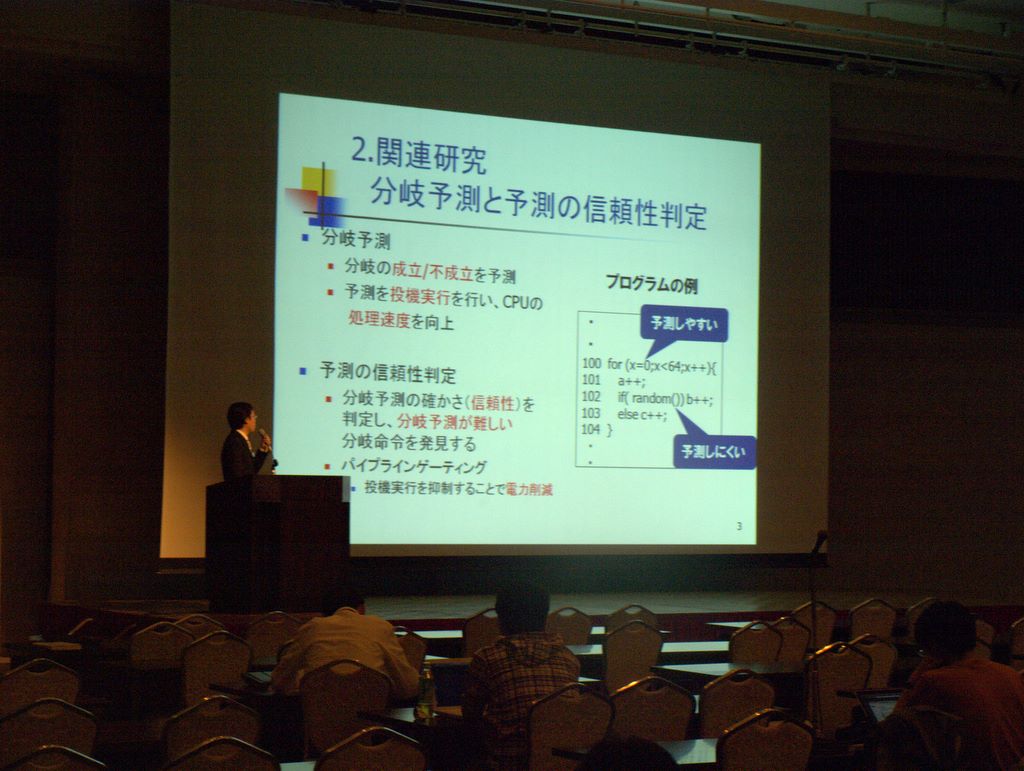 2.関連研究
分岐予測と予測の信頼性判定
分岐予測
分岐の成立/不成立を予測
予測を投機実行を行い、CPUの
処理速度を向上
予測の信頼性判定
分岐予測の確かさ(信頼性)を
判定し、分岐予測が難しい
分岐命令を発見する
パイプラインゲーティング
投機実行を抑制することで電力削減
プログラムの例
予測しやすい
100 for (x=0;x<64;x++){
101 a++;
102 if( random()) b++;
103 else c++;
104 }
予測しにくい
3